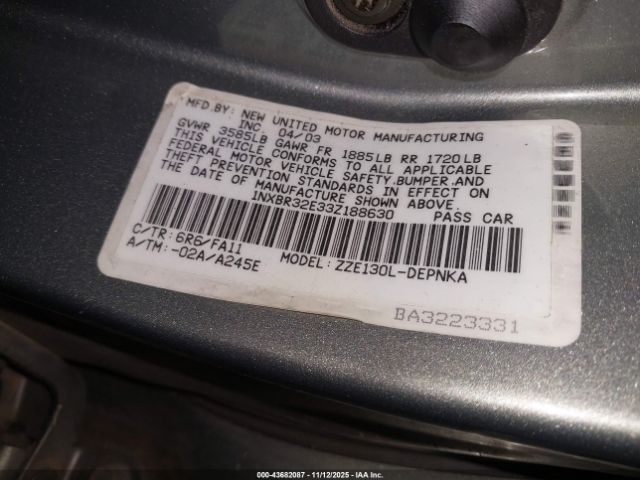 MFD BY: NEW UNITED MOTOR MANUFACTURING
INC. 04/03
GVWR 3585LB GAWR FR 1885LB RR 1720LB
THIS VEHICLE CONFORMS TO ALL APPLICABLE
FEDERAL MOTOR VEHICLE SAFETY,BUMPER,AND
THEFT PREVENTION STANDARDS IN EFFECT ON
THE DATE OF MANUFACTURE SHOWN ABOVE.
1NXBR32E33Z188630 PASS CAR
C/TR: 6R6/FA11 MODEL: ZZE130L-DEPNKA
A/TM: -02A/A245E
BA3223331
00-43682087 - 11/12/2025 - IAA Inc.